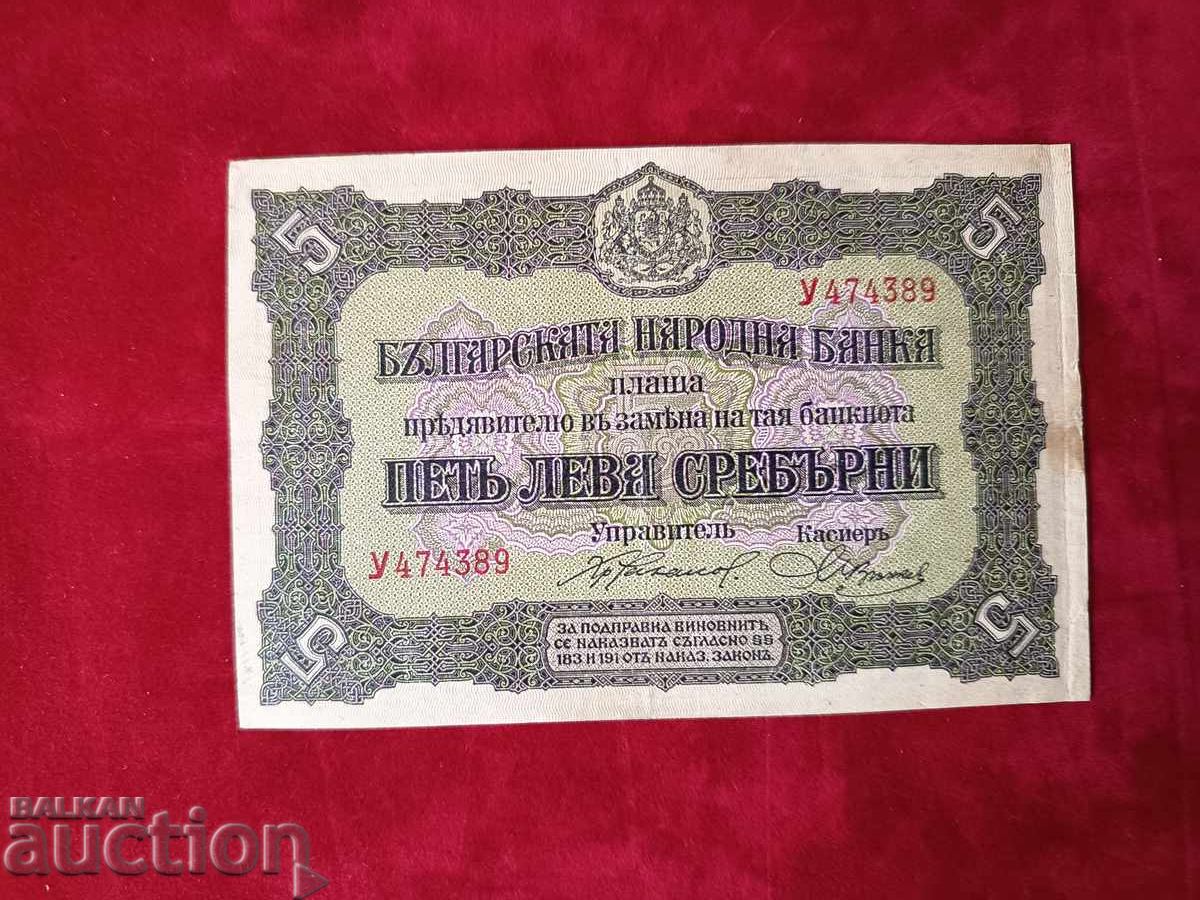 5 5
У474389
БЪЛГАРСКАТА НАРОДНА БАНКА
ПЛАЩА
прѣдявителю въ замѣна на тая банкнота
ПЕТЬ ЛЕВА СРЕБЪРНИ
Управитель Касиеръ
У474389
5 5
ЗА ПОДПРАВКА ВИНОВНИТѢ
СЕ НАКАЗВАТЪ СЪГЛАСНО §§
183 И 191 ОТЪ НАКАЗ. ЗАКОНЪ
BALKAN
auction